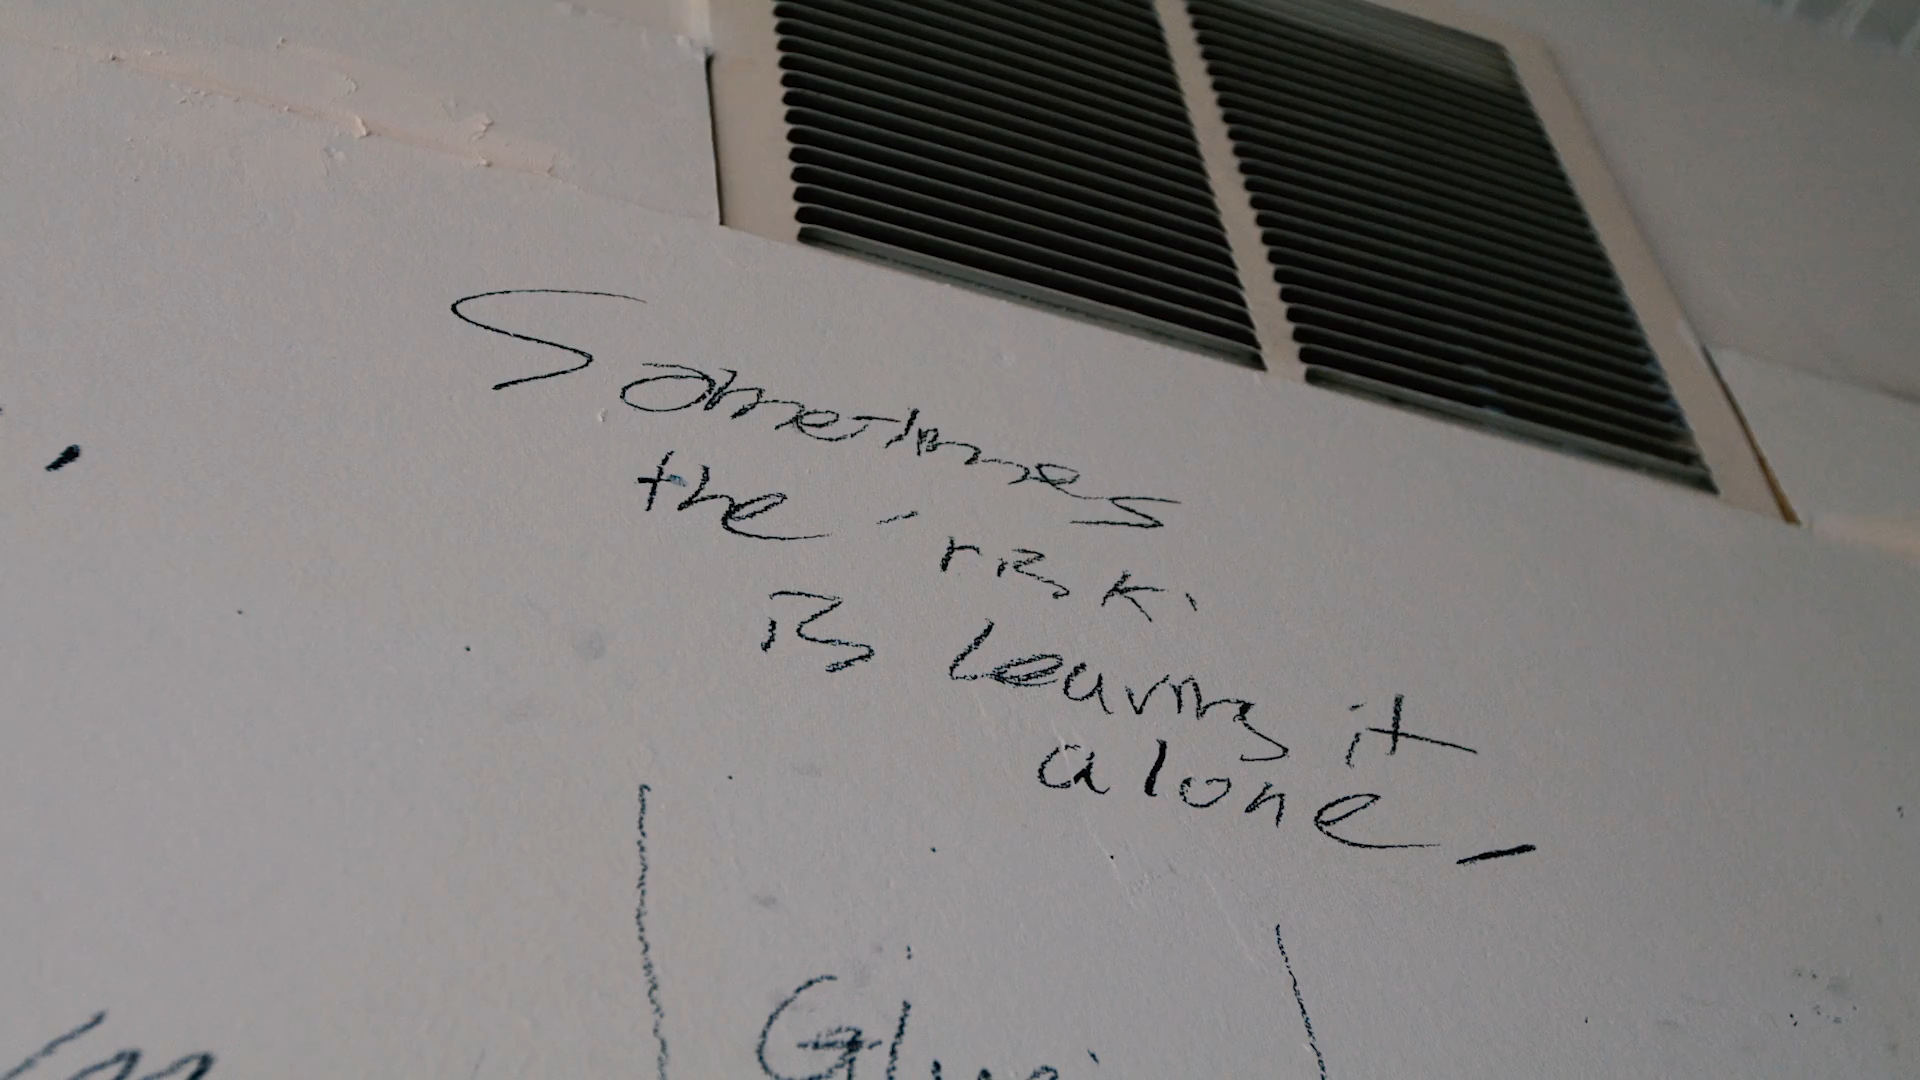 Sometimes
the risk
is leaving it
alone.